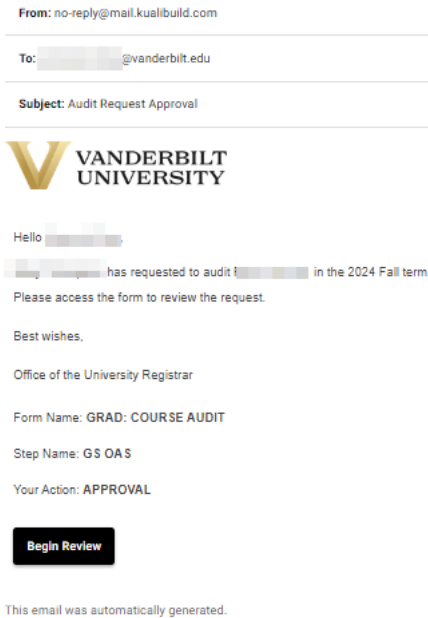 From: no-reply@mail.kualibuild.com
To: @vanderbilt.edu
Subject: Audit Request Approval
VANDERBILT
UNIVERSITY
Hello
has requested to audit in the 2024 Fall term
Please access the form to review the request.
Best wishes,
Office of the University Registrar
Form Name: GRAD: COURSE AUDIT
Step Name: GS OAS
Your Action: APPROVAL
Begin Review
This email was automatically generated.